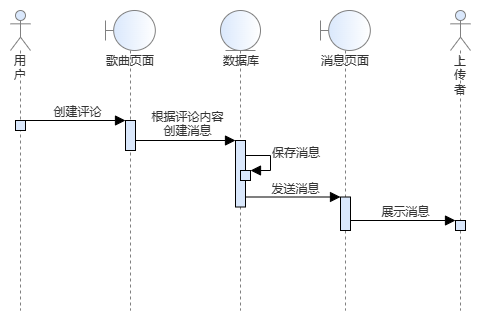 用户
歌曲页面
数据库
消息页面
上传者
创建评论
根据评论内容
创建消息
保存消息
发送消息
展示消息